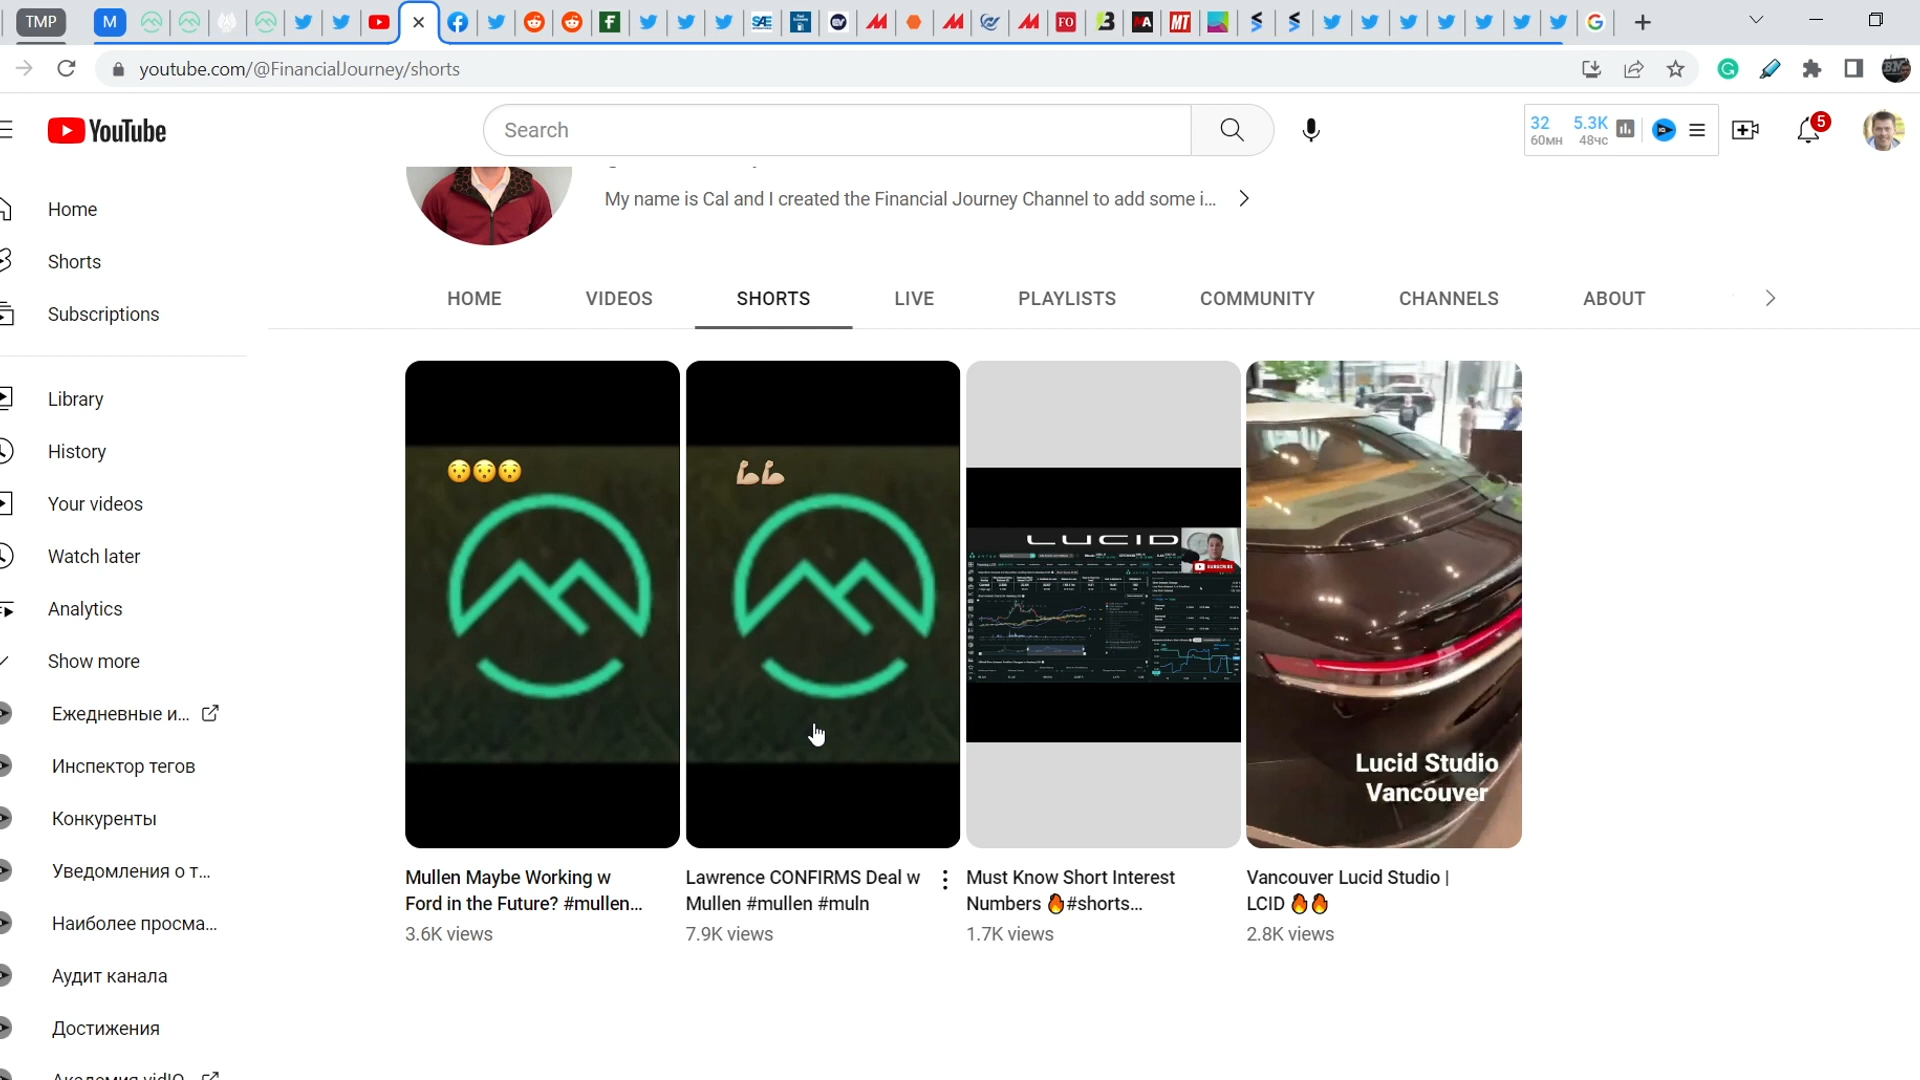 TMP
M
youtube.com/@FinancialJourney/shorts
YouTube
Search
32 5.3K
60мн 48чс
5
My name is Cal and I created the Financial Journey Channel to add some i...
Home
Shorts
Subscriptions
Library
History
Your videos
Watch later
Analytics
Show more
Ежедневные и...
Инспектор тегов
Конкуренты
Уведомления о т...
Наиболее просма...
Аудит канала
Достижения
Академия vidIQ
HOME VIDEOS SHORTS LIVE PLAYLISTS COMMUNITY CHANNELS ABOUT
LUCID
SUBSCRIBE
Lucid Studio
Vancouver
Mullen Maybe Working w
Ford in the Future? #mullen...
3.6K views
Lawrence CONFIRMS Deal w
Mullen #mullen #muln
7.9K views
Must Know Short Interest
Numbers 🔥#shorts...
1.7K views
Vancouver Lucid Studio |
LCID 🔥🔥
2.8K views